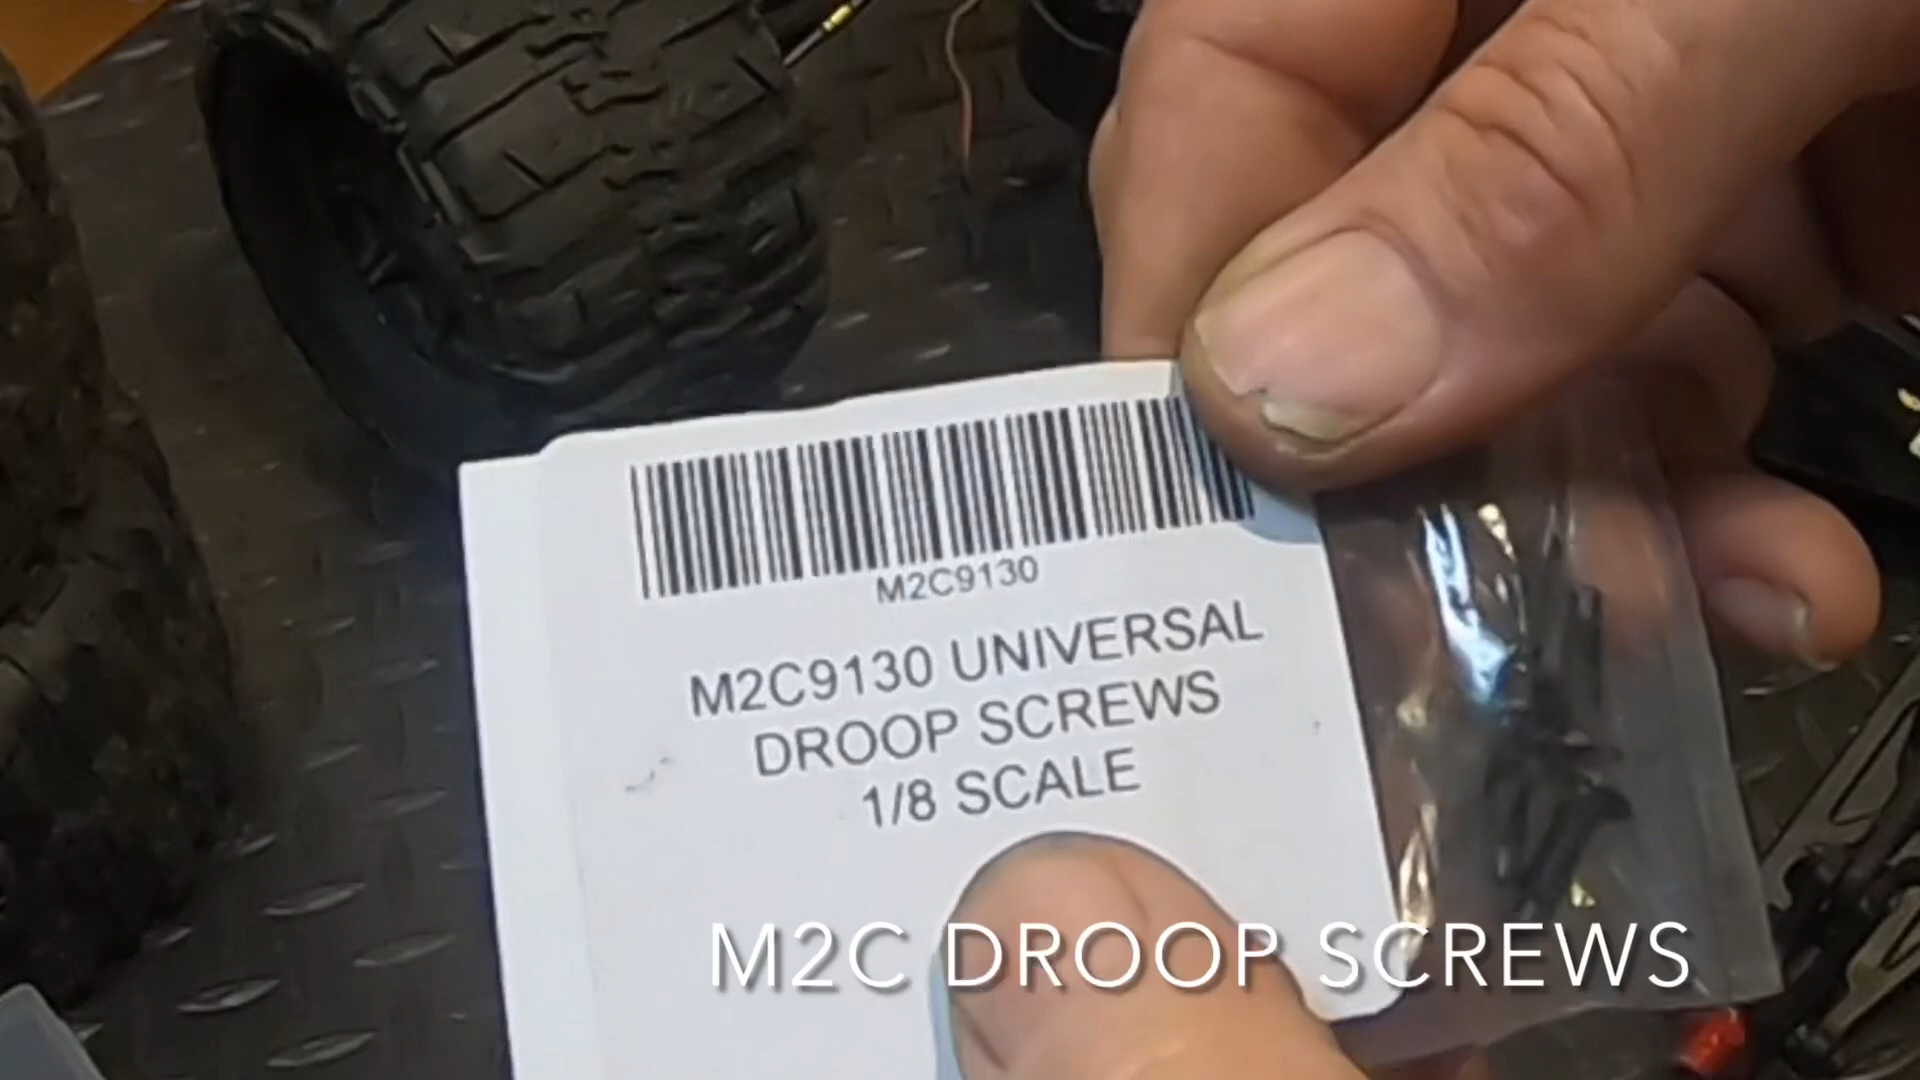 M2C9130
M2C9130 UNIVERSAL
DROOP SCREWS
1/8 SCALE
M2C DROOP SCREWS